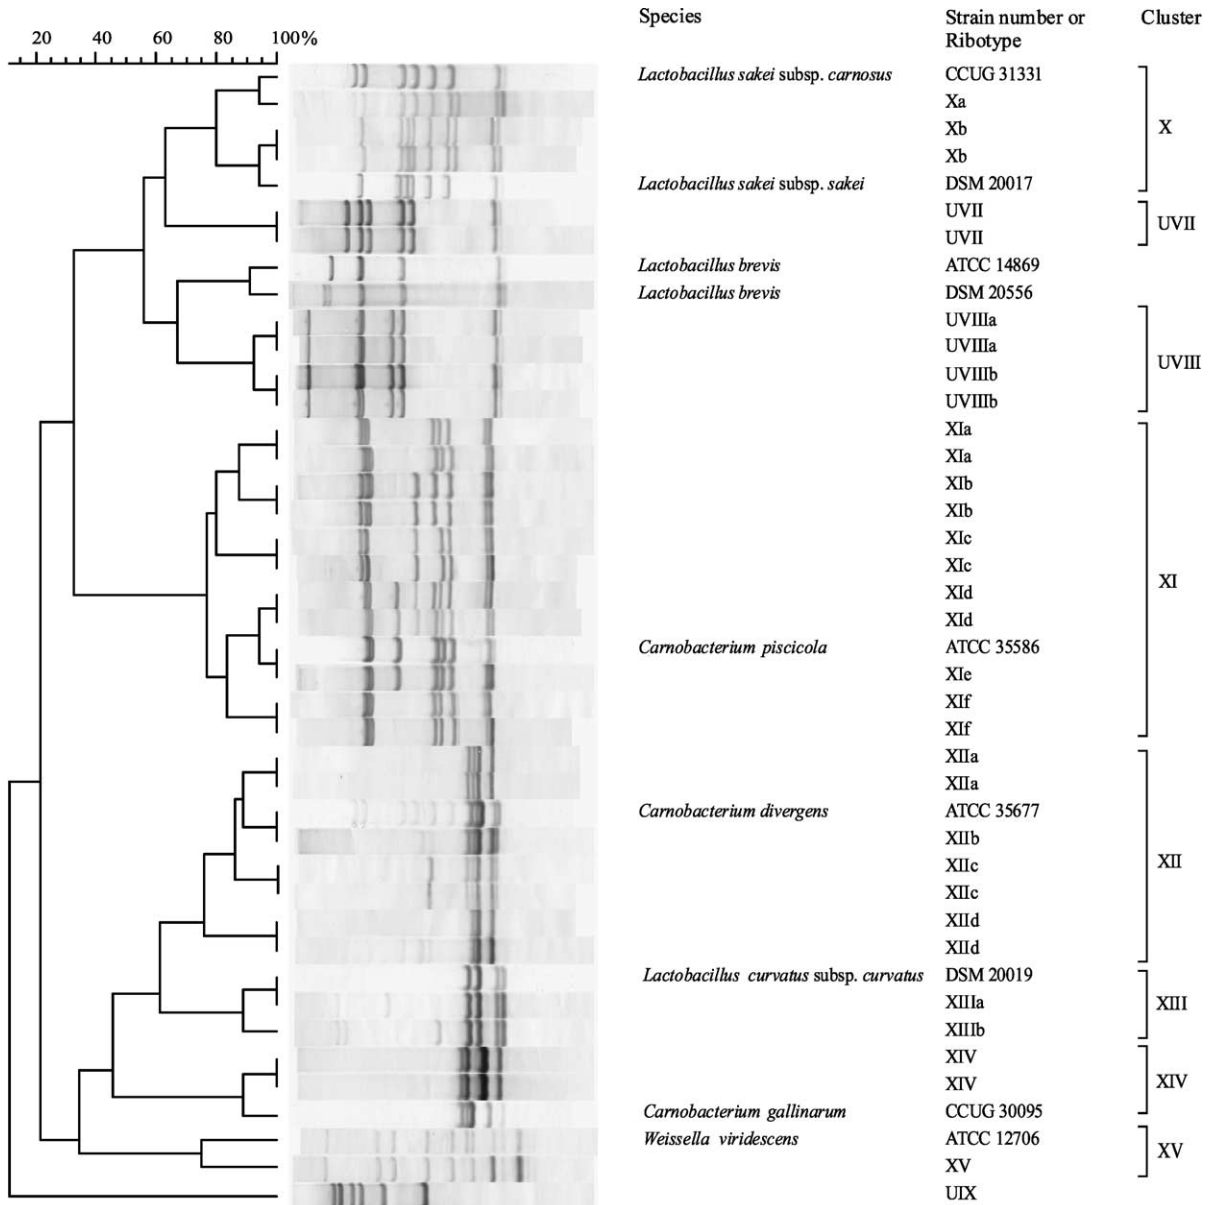 Species Strain number or Ribotype Cluster
20 40 60 80 100%
Lactobacillus sakei subsp. carnosus CCUG 31331
Xa
Xb
X
Xb
Lactobacillus sakei subsp. sakei DSM 20017
UVII
UVII
UVII
Lactobacillus brevis ATCC 14869
Lactobacillus brevis DSM 20556
UVIIIa
UVIIIa
UVIII
UVIIIb
UVIIIb
XIa
XIa
XIb
XIb
XIc
XIc
XI
XId
XId
Carnobacterium piscicola ATCC 35586
XIe
XIf
XIf
XIIa
XIIa
Carnobacterium divergens ATCC 35677
XIIb
XIIc
XII
XIIc
XIId
XIId
Lactobacillus curvatus subsp. curvatus DSM 20019
XIIIa XIII
XIIIb
XIV
XIV XIV
Carnobacterium gallinarum CCUG 30095
Weissella viridescens ATCC 12706
XV
XV
UIX